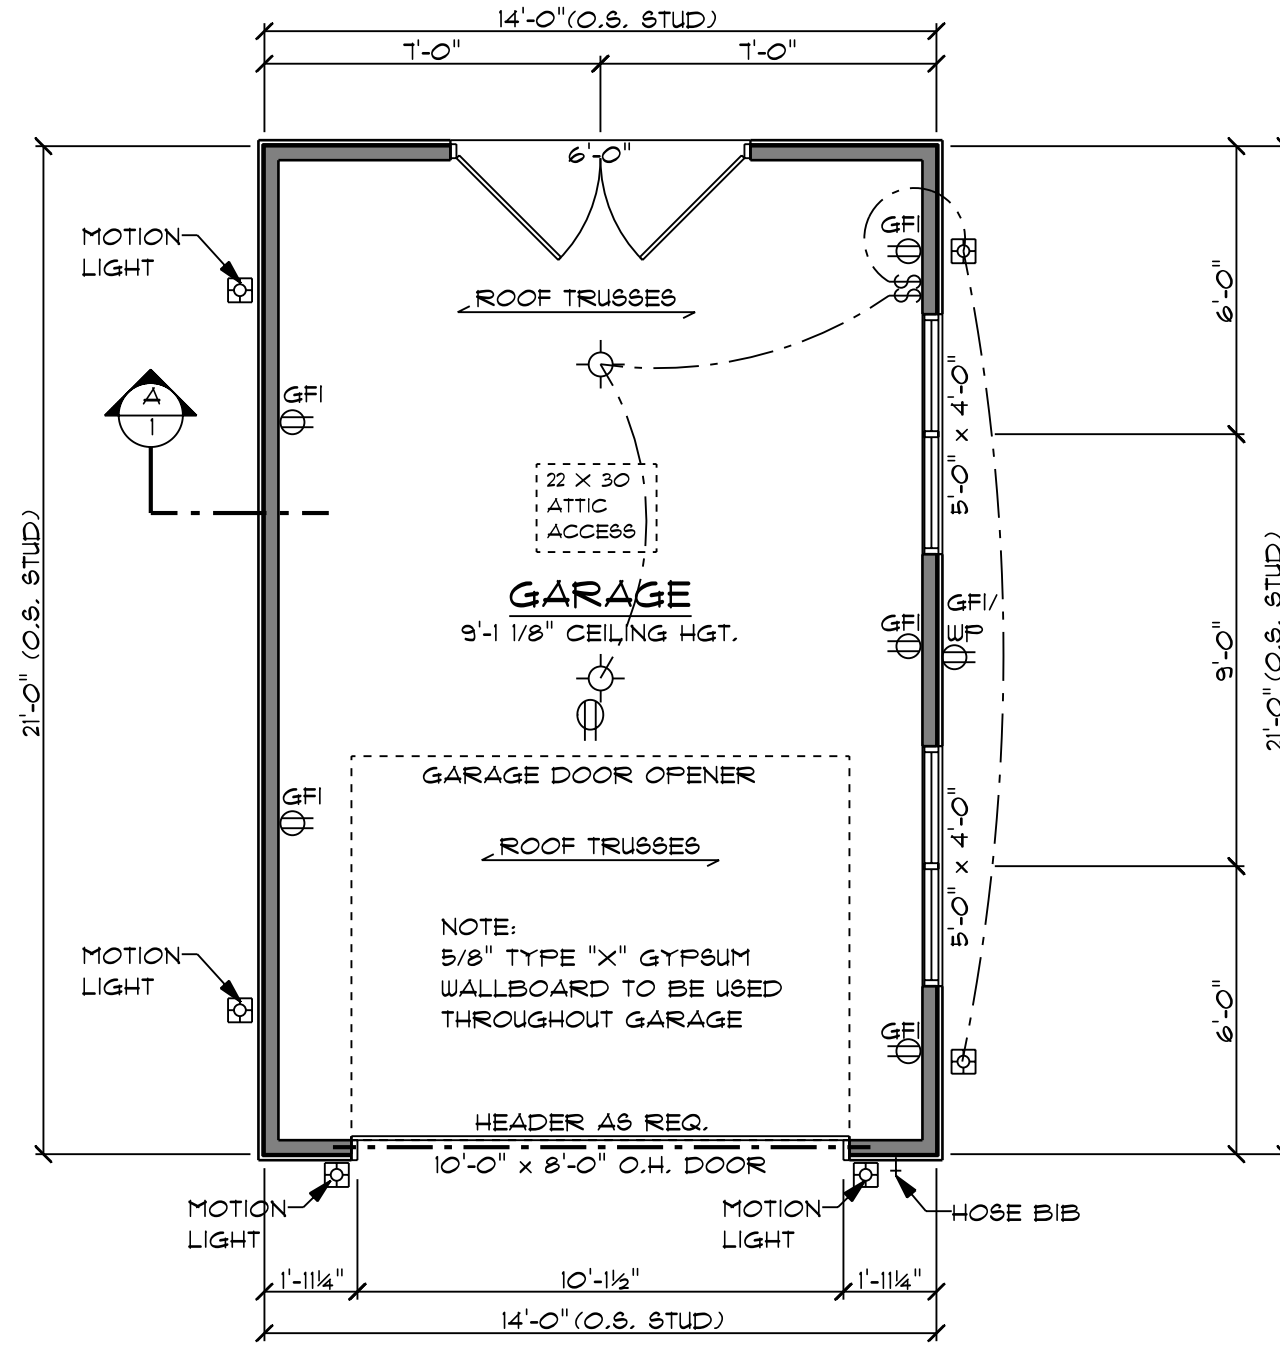 14'-0" (O.S. STUD)
7'-0"
7'-0"
6'-0"
MOTION
LIGHT
GFI
SS
6'-0"
ROOF TRUSSES
A
1
GFI
5'-0" x 4'-0"
22 X 30
ATTIC
ACCESS
21'-0" (O.S. STUD)
GARAGE
9'-1 1/8" CEILING HGT.
GFI
GFI/
WP
9'-0"
21'-0" (O.S. STUD)
GARAGE DOOR OPENER
GFI
ROOF TRUSSES
5'-0" x 4'-0"
NOTE:
5/8" TYPE "X" GYPSUM
WALLBOARD TO BE USED
THROUGHOUT GARAGE
MOTION
LIGHT
6'-0"
GFI
HEADER AS REQ.
10'-0" x 8'-0" O.H. DOOR
MOTION
LIGHT
MOTION
LIGHT
HOSE BIB
1'-11¼"
10'-1½"
1'-11¼"
14'-0" (O.S. STUD)